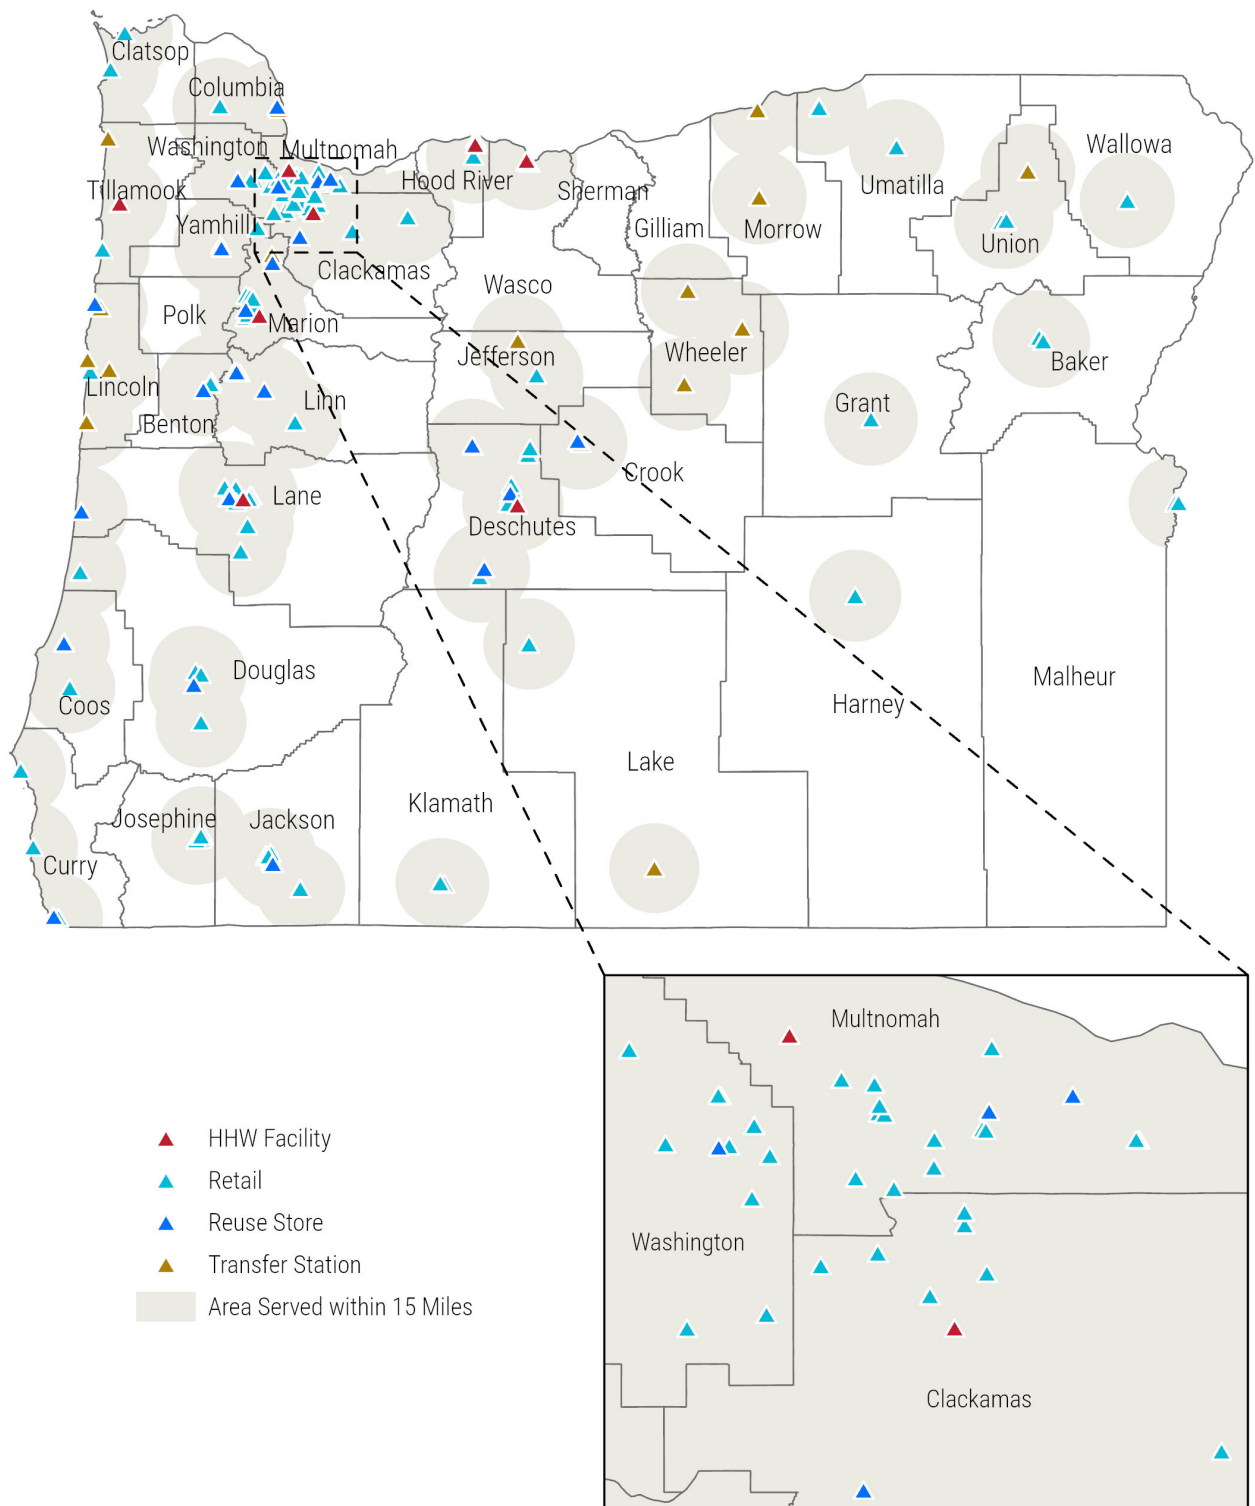 Clatsop
Columbia
Washington
Multnomah
Wallowa
Hood River
Tillamook
Sherman
Umatilla
Yamhill
Gilliam
Morrow
Union
Clackamas
Wasco
Polk
Marion
Jefferson
Wheeler
Baker
Lincoln
Linn
Grant
Benton
Crook
Lane
Deschutes
Douglas
Malheur
Coos
Harney
Lake
Klamath
Josephine
Jackson
Curry
Multnomah
Washington
Clackamas
HHW Facility
Retail
Reuse Store
Transfer Station
Area Served within 15 Miles